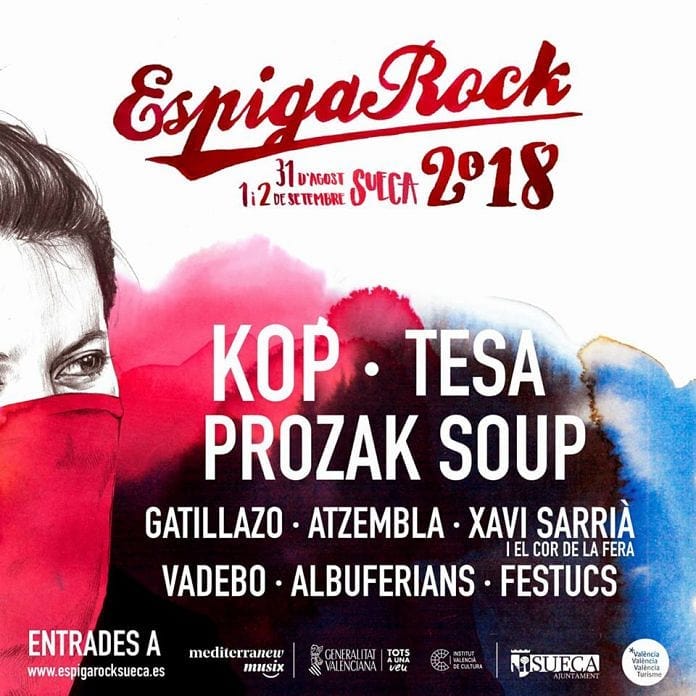 EspigaRock
31 D'AGOST
1 i 2 DE SETEMBRE SUECA 2018
KOP · TESA
PROZAK SOUP
GATILLAZO · ATZEMBLA · XAVI SARRIÀ
I EL COR DE LA FERA
VADEBO · ALBUFERIANS · FESTUCS
ENTRADES A
www.espigarocksueca.es
mediterranew
musix
GENERALITAT
VALENCIANA
TOTS
A UNA
veu
INSTITUT
VALENCIÀ
DE CULTURA
SUECA
AJUNTAMENT
*València
València
València
Turisme